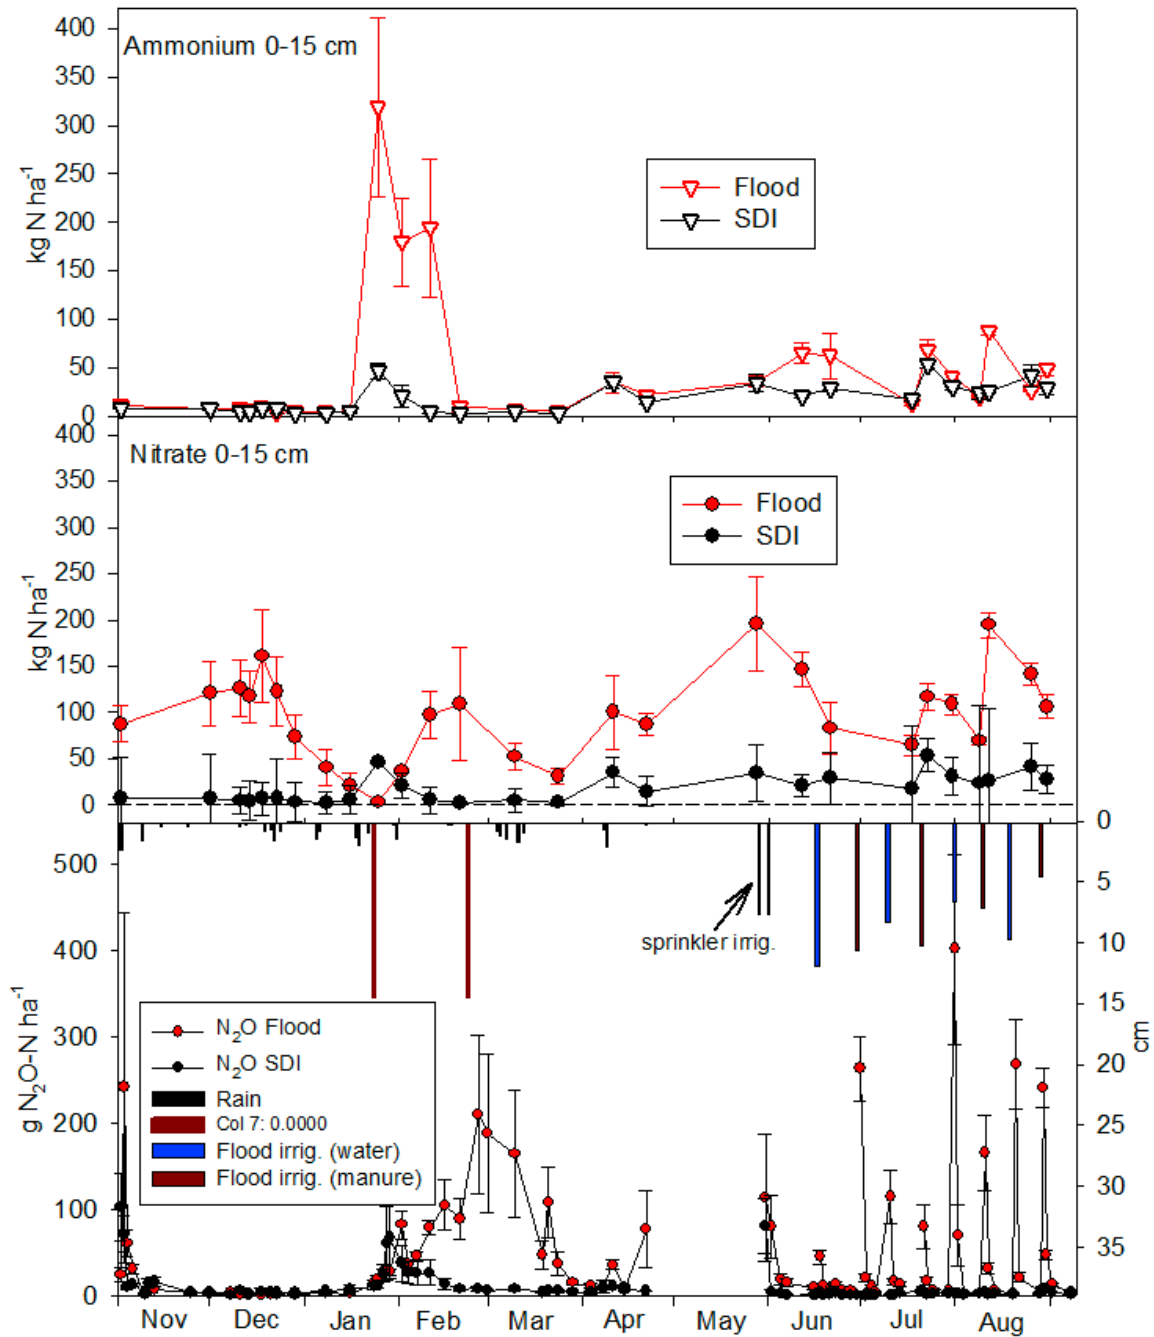 400
Ammonium 0-15 cm
350
300
250
200
150
100
50
0
kg N ha-1
Flood
SDI
400
Nitrate 0-15 cm
350
300
250
200
150
100
50
0
kg N ha-1
Flood
SDI
500
400
300
200
100
0
g N2O-N ha-1
0
5
10
15
20
25
30
35
cm
sprinkler irrig.
N2O Flood
N2O SDI
Rain
Col 7: 0.0000
Flood irrig. (water)
Flood irrig. (manure)
Nov Dec Jan Feb Mar Apr May Jun Jul Aug